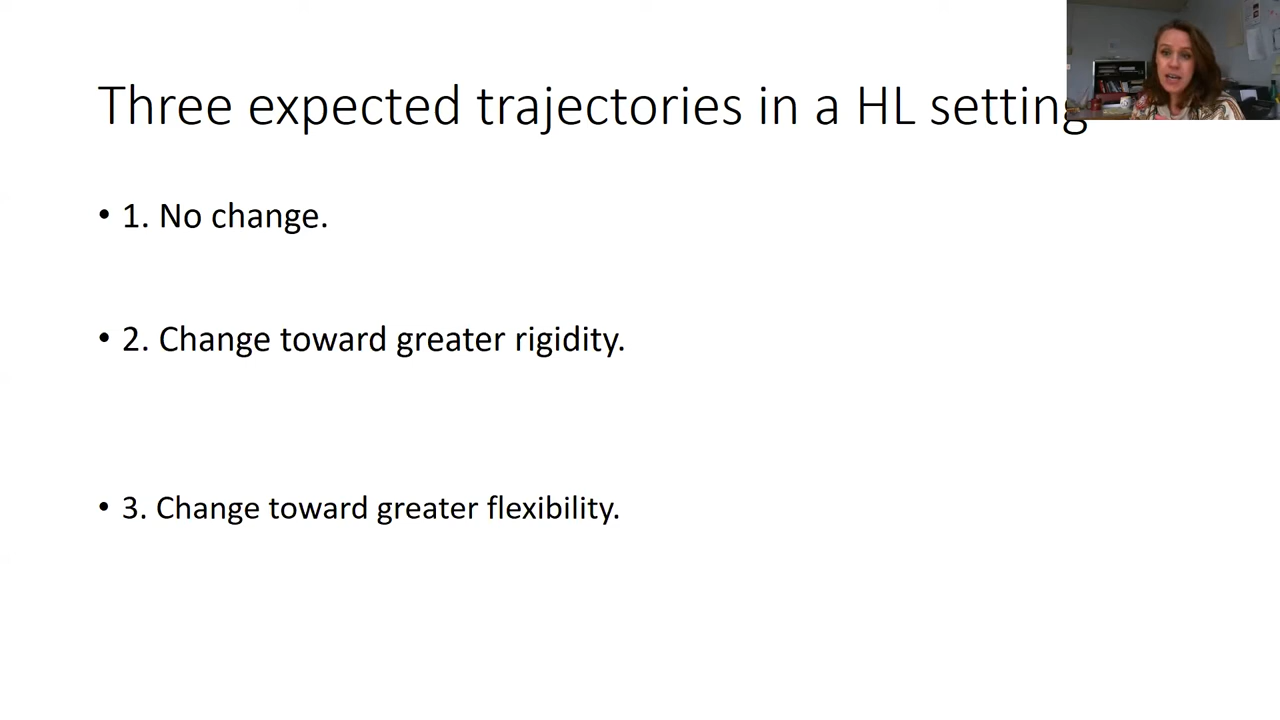 Three expected trajectories in a HL setting
• 1. No change.
• 2. Change toward greater rigidity.
• 3. Change toward greater flexibility.